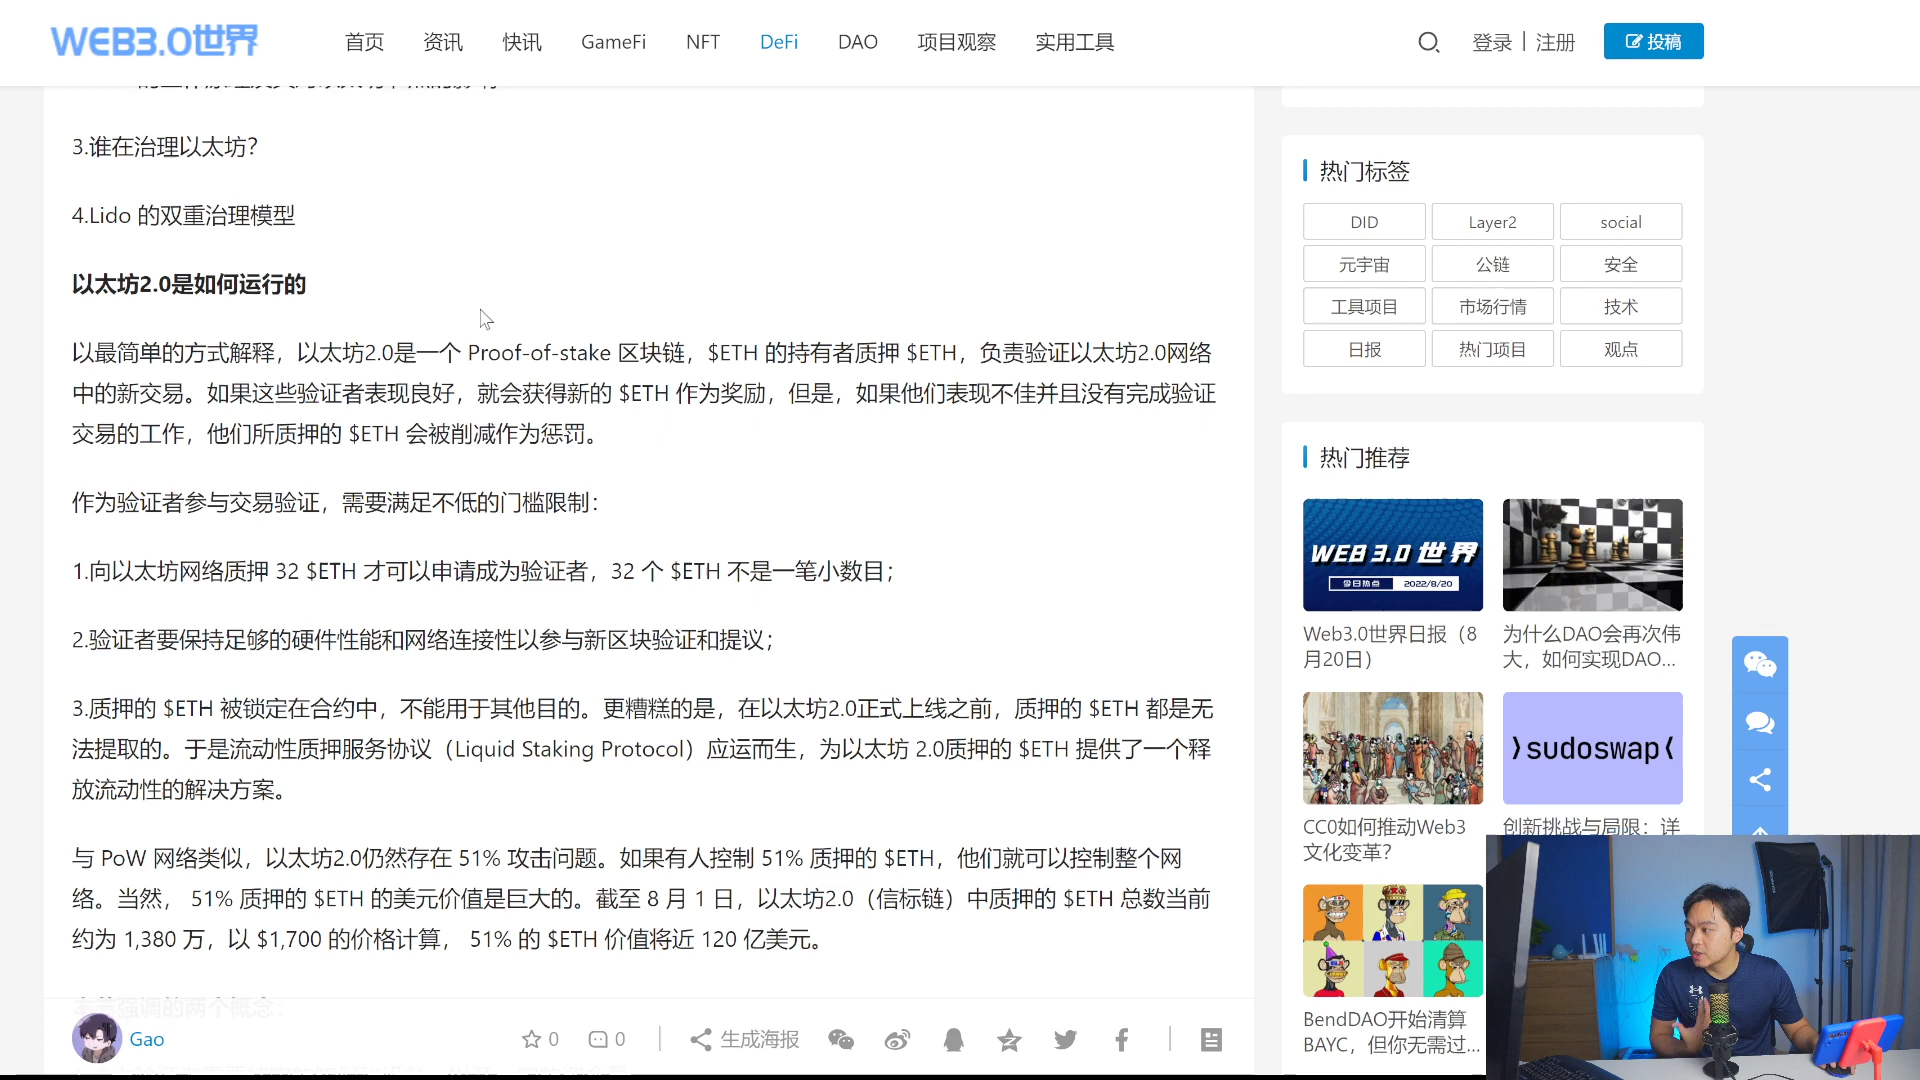 WEB3.0世界
首页 资讯 快讯 GameFi NFT DeFi DAO 项目观察 实用工具
登录 | 注册
投稿
3.谁在治理以太坊?
4.Lido 的双重治理模型
以太坊2.0是如何运行的
以最简单的方式解释，以太坊2.0是一个 Proof-of-stake 区块链，$ETH 的持有者质押 $ETH，负责验证以太坊2.0网络
中的新交易。如果这些验证者表现良好，就会获得新的 $ETH 作为奖励，但是，如果他们表现不佳并且没有完成验证
交易的工作，他们所质押的 $ETH 会被削减作为惩罚。
作为验证者参与交易验证，需要满足不低的门槛限制：
1.向以太坊网络质押 32 $ETH 才可以申请成为验证者，32 个 $ETH 不是一笔小数目；
2.验证者要保持足够的硬件性能和网络连接性以参与新区块验证和提议；
3.质押的 $ETH 被锁定在合约中，不能用于其他目的。更糟糕的是，在以太坊2.0正式上线之前，质押的 $ETH 都是无
法提取的。于是流动性质押服务协议（Liquid Staking Protocol）应运而生，为以太坊 2.0质押的 $ETH 提供了一个释
放流动性的解决方案。
与 PoW 网络类似，以太坊2.0仍然存在 51% 攻击问题。如果有人控制 51% 质押的 $ETH，他们就可以控制整个网
络。当然， 51% 质押的 $ETH 的美元价值是巨大的。截至 8 月 1 日，以太坊2.0（信标链）中质押的 $ETH 总数当前
约为 1,380 万，以 $1,700 的价格计算， 51% 的 $ETH 价值将近 120 亿美元。
强调的两个概念：
Gao
0 0 生成海报
热门标签
DID Layer2 social
元宇宙 公链 安全
工具项目 市场行情 技术
日报 热门项目 观点
热门推荐
WEB 3.0 世界
今日热点 2022/8/20
Web3.0世界日报（8
月20日）
为什么DAO会再次伟
大，如何实现DAO...
sudoswap
CC0如何推动Web3
文化变革？
创新挑战与局限：详
BendDAO开始清算
BAYC，但你无需过...